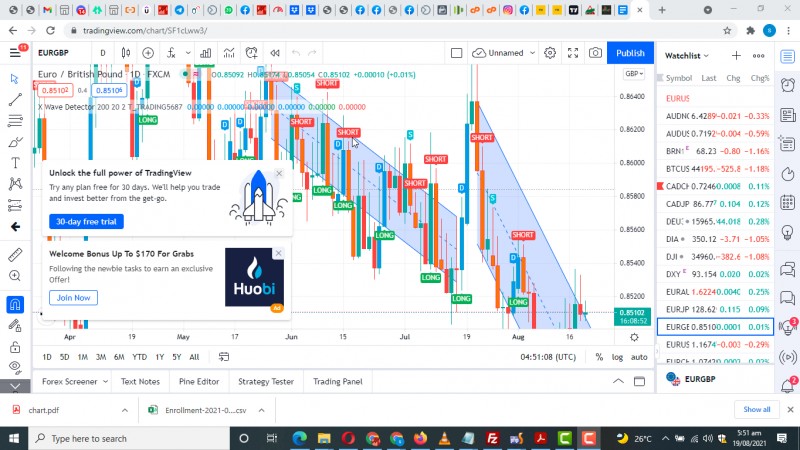 tradingview.com/chart/SF1cLww3/
EURGBP
D
Unnamed
Publish
Euro / British Pound · 1D · FXCM
O0.85092 H0.85174 L0.85054 C0.85102 +0.00010 (+0.01%)
0.85102
0.4
0.85106
X Wave Detector 200 20 2 T_TRADING5687 0.00000 0.00000 0.00000 0.00000 0.00000
SHORT
SHORT
SHORT
SHORT
SHORT
SHORT
SHORT
SHORT
LONG
LONG
LONG
LONG
LONG
LONG
LONG
LONG
D
D
D
D
D
S
S
S
GBP
0.86400
0.86200
0.86000
0.85800
0.85600
0.85400
0.85200
0.85102
16:08:52
0.85000
Unlock the full power of TradingView
Try any plan free for 30 days. We'll help you trade
and invest better from the get-go.
30-day free trial
Welcome Bonus Up To $170 For Grabs
Following the newbie tasks to earn an exclusive
Offer!
Join Now
Huobi
Ad
Apr
19
May
17
Jun
14
Jul
19
Aug
16
1D 5D 1M 3M 6M YTD 1Y 5Y All
04:51:08 (UTC)
% log auto
Forex Screener
Text Notes
Pine Editor
Strategy Tester
Trading Panel
Watchlist
Symbol Last Chg Chg%
EURUS
AUDN 6.4289 -0.021 -0.33%
AUDU 0.7192 -0.004 -0.59%
BRN1 68.23 -0.80 -1.16%
BTCUS 44195. -525.8 -1.18%
CADCH 0.7246 0.0008 0.11%
CADJP 86.777 0.104 0.12%
DEU 15965. 44.018 0.28%
DIA 350.12 -3.71 -1.05%
DJI 34960. -382.6 -1.08%
DXY 93.154 0.020 0.02%
EURAU 1.6224 0.0040 0.25%
EURJP 128.62 0.115 0.09%
EURGB 0.8510 0.0001 0.01%
EURUS 1.1674 -0.003 -0.29%
EURGBP
chart.pdf
Enrollment-2021-0....csv
Show all
Type here to search
26°C
5:51 am
19/08/2021